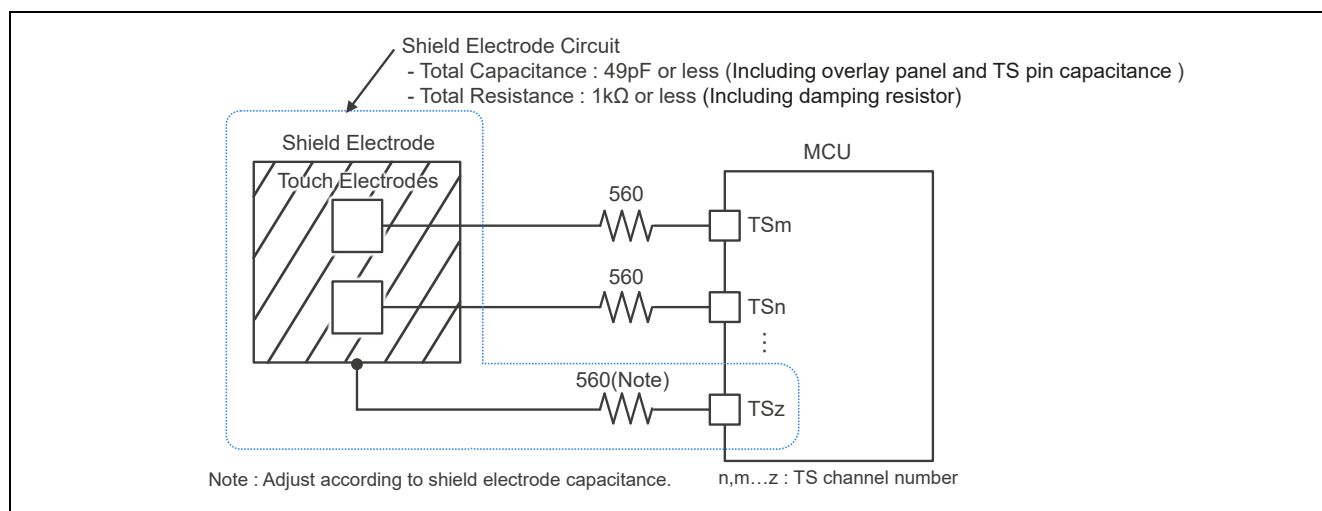 Shield Electrode Circuit
- Total Capacitance : 49pF or less (Including overlay panel and TS pin capacitance )
- Total Resistance : 1kΩ or less (Including damping resistor)
Shield Electrode
MCU
Touch Electrodes
560
TSm
560
TSn
⋮
560(Note)
TSz
Note : Adjust according to shield electrode capacitance.
n,m…z : TS channel number